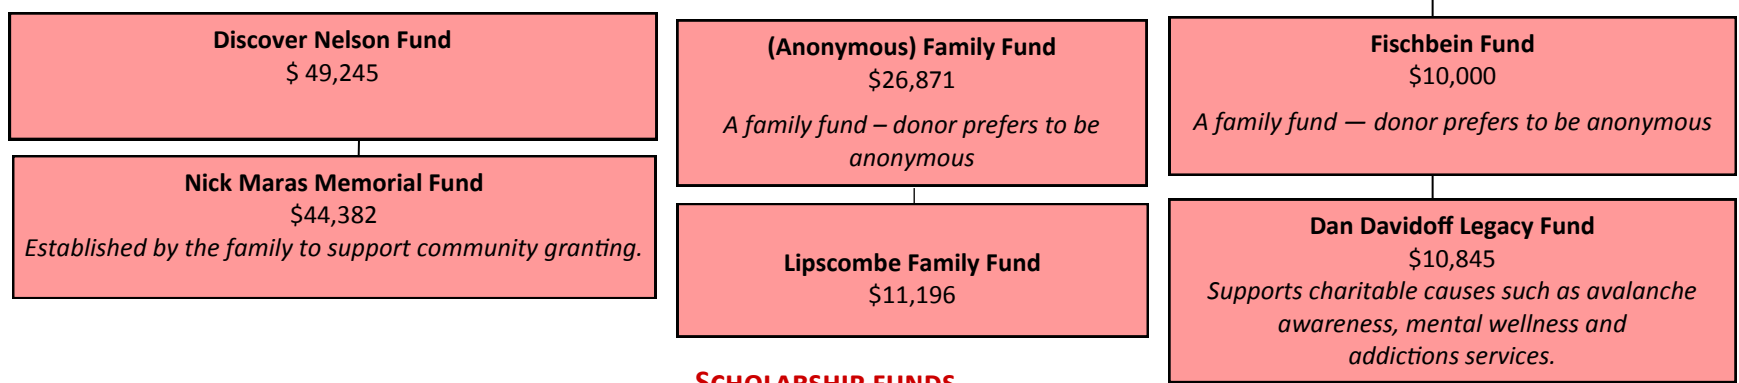 Discover Nelson Fund
$ 49,245
Nick Maras Memorial Fund
$44,382
Established by the family to support community granting.
(Anonymous) Family Fund
$26,871
A family fund – donor prefers to be
anonymous
Lipscombe Family Fund
$11,196
Fischbein Fund
$10,000
A family fund — donor prefers to be anonymous
Dan Davidoff Legacy Fund
$10,845
Supports charitable causes such as avalanche
awareness, mental wellness and
addictions services.
SCHOLARSHIP FUNDS